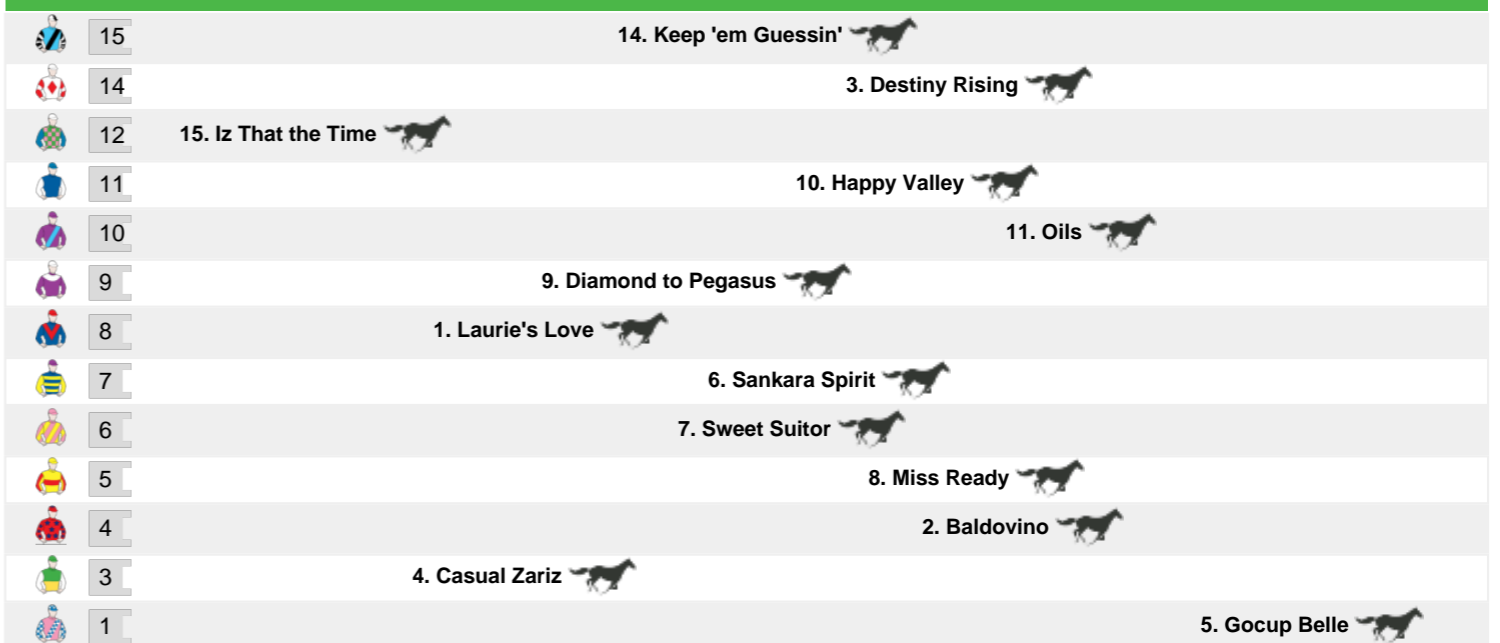 15 14. Keep 'em Guessin'
14 3. Destiny Rising
12 15. Iz That the Time
11 10. Happy Valley
10 11. Oils
9 9. Diamond to Pegasus
8 1. Laurie's Love
7 6. Sankara Spirit
6 7. Sweet Suitor
5 8. Miss Ready
4 2. Baldovino
3 4. Casual Zariz
1 5. Gocup Belle